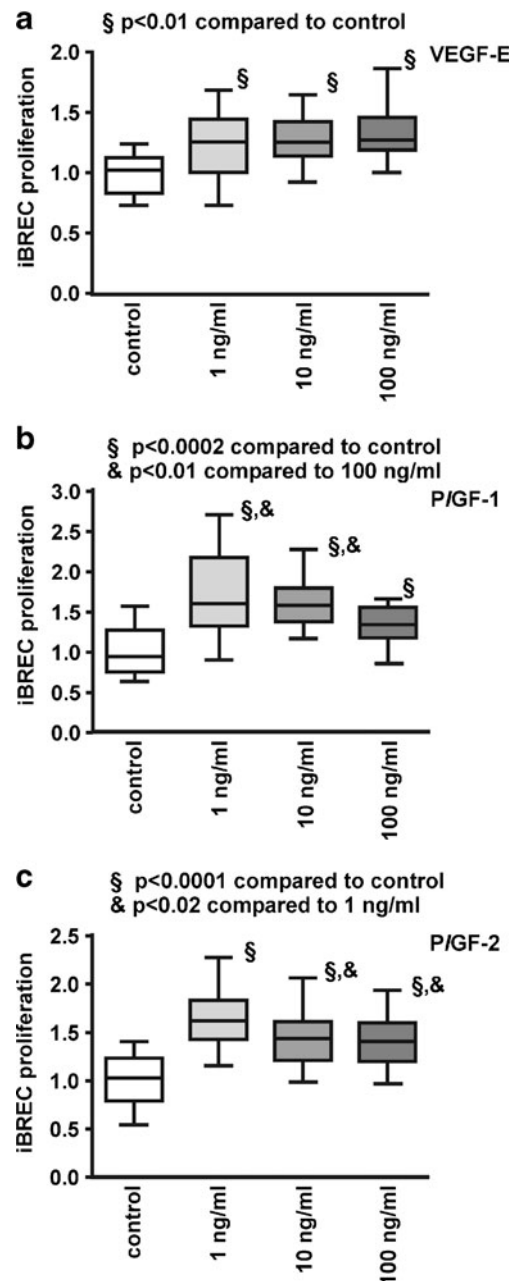 a
§ p<0.01 compared to control
VEGF-E
iBREC proliferation
2.0
1.5
1.0
0.5
0.0
§
§
§
control
1 ng/ml
10 ng/ml
100 ng/ml
b
§ p<0.0002 compared to control
& p<0.01 compared to 100 ng/ml
PlGF-1
iBREC proliferation
3.0
2.5
2.0
1.5
1.0
0.5
0.0
§,&
§,&
§
control
1 ng/ml
10 ng/ml
100 ng/ml
c
§ p<0.0001 compared to control
& p<0.02 compared to 1 ng/ml
PlGF-2
iBREC proliferation
2.5
2.0
1.5
1.0
0.5
0.0
§
§,&
§,&
control
1 ng/ml
10 ng/ml
100 ng/ml